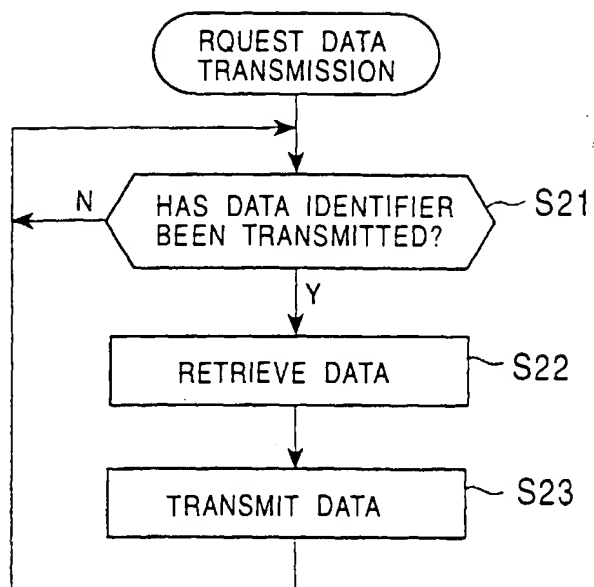 RQUEST DATA
TRANSMISSION
N
HAS DATA IDENTIFIER
BEEN TRANSMITTED?
S21
Y
RETRIEVE DATA
S22
TRANSMIT DATA
S23